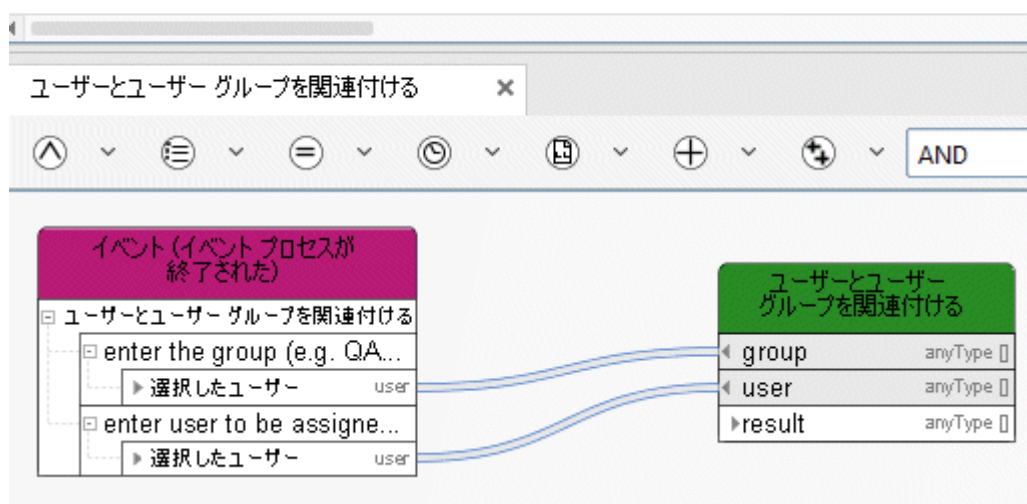 ユーザーとユーザー グループを関連付ける
AND
イベント (イベント プロセスが
終了された)
ユーザーとユーザー グループを関連付ける
enter the group (e.g. QA...
選択したユーザー user
enter user to be assigne...
選択したユーザー user
ユーザーとユーザー
グループを関連付ける
group anyType []
user anyType []
result anyType []